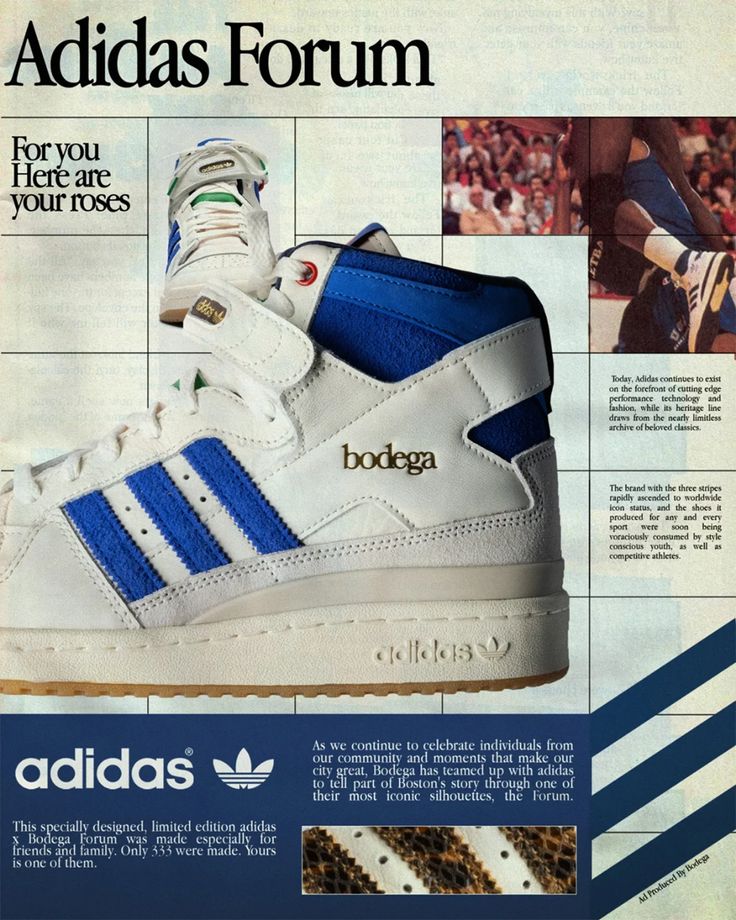 Adidas Forum
For you
Here are
your roses
bodega
adidas
Today, Adidas continues to exist
on the forefront of cutting edge
performance technology and
fashion, while its heritage line
draws from the nearly limitless
archive of beloved classics.
The brand with the three stripes
rapidly ascended to worldwide
icon status, and the shoes it
produced for any and every
sport were soon being
voraciously consumed by style
conscious youth, as well as
competitive athletes.
adidas®
As we continue to celebrate individuals from
our community and moments that make our
city great, Bodega has teamed up with adidas
to tell part of Boston's story through one of
their most iconic silhouettes, the Forum.
This specially designed, limited edition adidas
x Bodega Forum was made especially for
friends and family. Only 333 were made. Yours
is one of them.
Ad Produced By Bodega